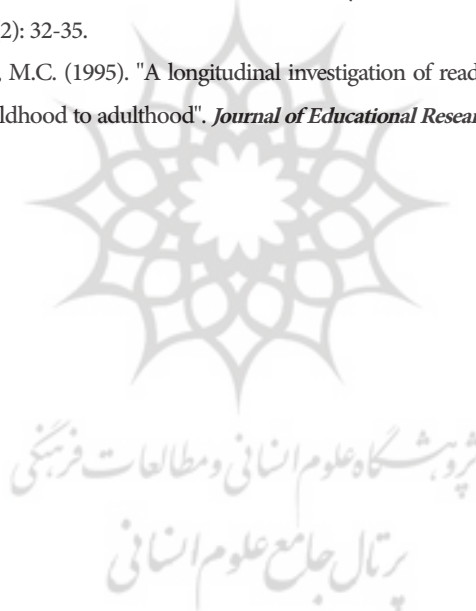 2): 32-35.
, M.C. (1995). "A longitudinal investigation of read
ldhood to adulthood". Journal of Educational Resear
پژوهشگاه علوم انسانی و مطالعات فرهنگی
پرتال جامع علوم انسانی